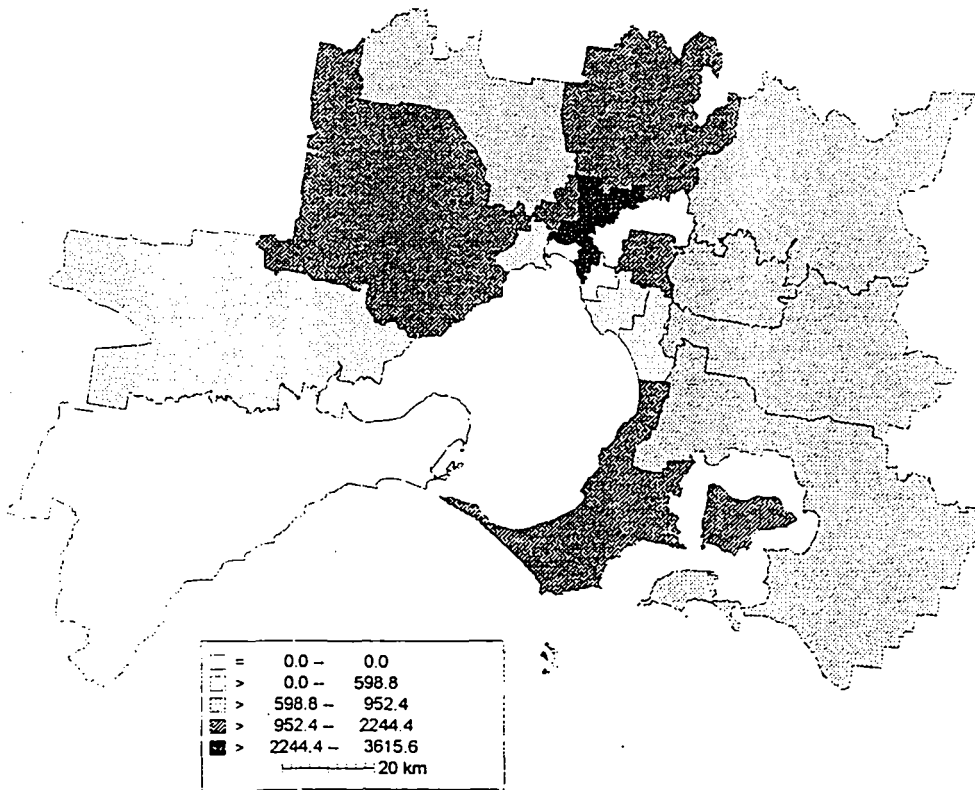 = 0.0 – 0.0
> 0.0 – 598.8
> 598.8 – 952.4
> 952.4 – 2244.4
> 2244.4 – 3615.6
20 km